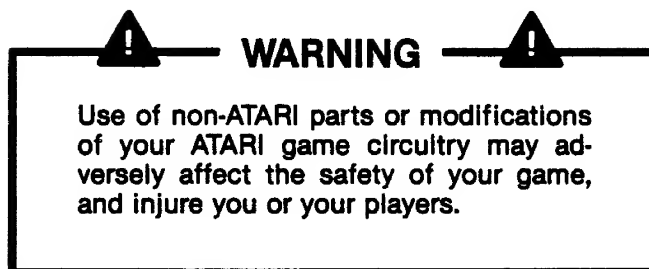 WARNING
Use of non-ATARI parts or modifications
of your ATARI game circuitry may ad-
versely affect the safety of your game,
and injure you or your players.